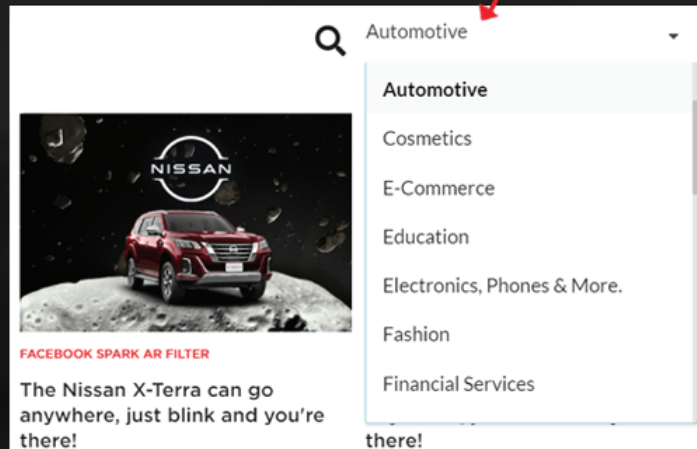 Automotive
Automotive
Cosmetics
E-Commerce
Education
Electronics, Phones & More.
Fashion
Financial Services
NISSAN
FACEBOOK SPARK AR FILTER
The Nissan X-Terra can go
anywhere, just blink and you're
there!
there!